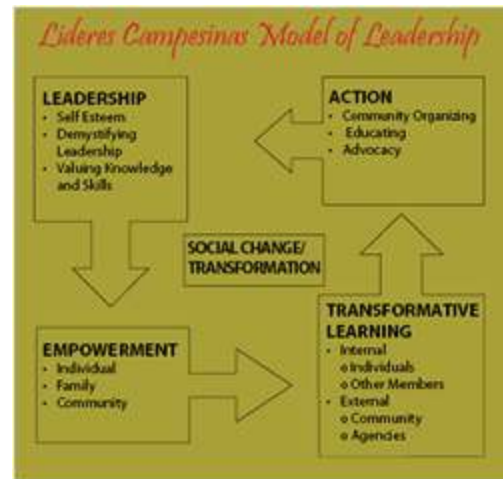 Lideres Campesinas Model of Leadership
LEADERSHIP
• Self Esteem
• Demystifying
Leadership
• Valuing Knowledge
and Skills
ACTION
• Community Organizing
• Educating
• Advocacy
SOCIAL CHANGE/
TRANSFORMATION
EMPOWERMENT
• Individual
• Family
• Community
TRANSFORMATIVE
LEARNING
• Internal
o Individuals
o Other Members
• External
o Community
o Agencies